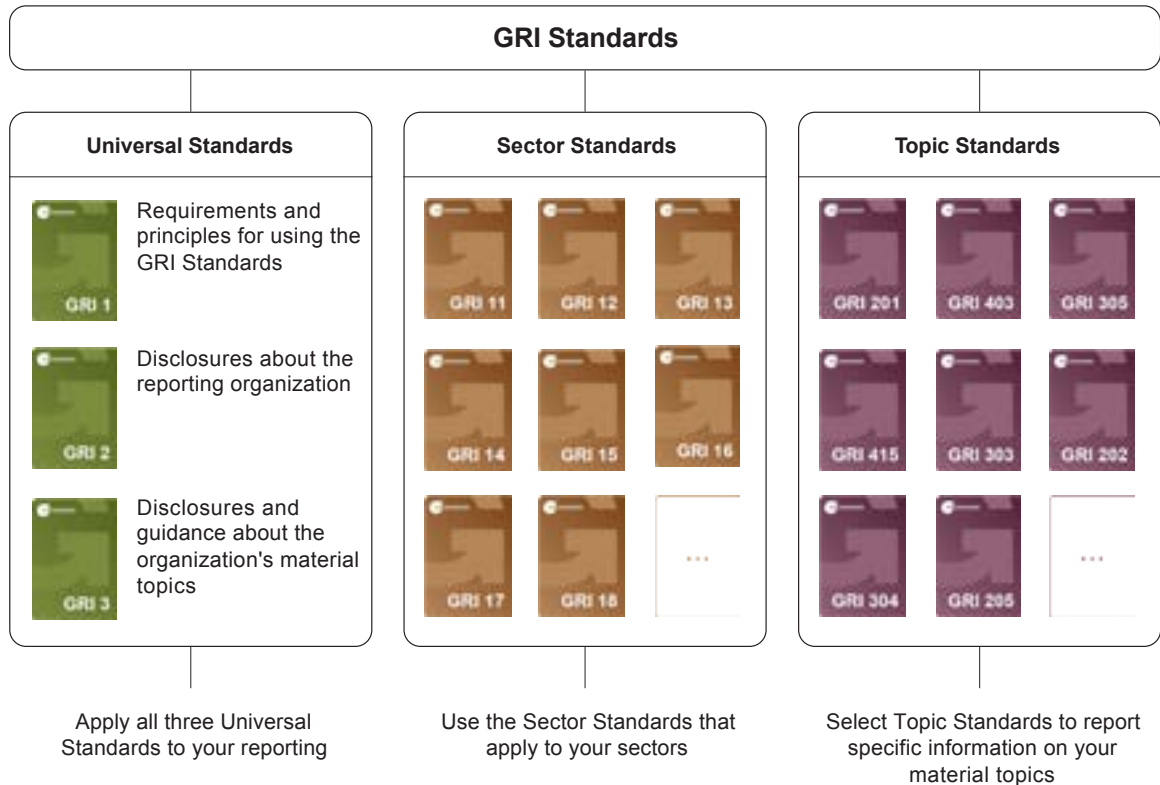 GRI Standards
Universal Standards
Requirements and
principles for using the
GRI Standards
GRI 1
Disclosures about the
reporting organization
GRI 2
Disclosures and
guidance about the
organization's material
topics
GRI 3
Apply all three Universal
Standards to your reporting
Sector Standards
GRI 11
GRI 12
GRI 13
GRI 14
GRI 15
GRI 16
GRI 17
GRI 18
...
Use the Sector Standards that
apply to your sectors
Topic Standards
GRI 201
GRI 403
GRI 305
GRI 415
GRI 303
GRI 202
GRI 304
GRI 205
...
Select Topic Standards to report
specific information on your
material topics